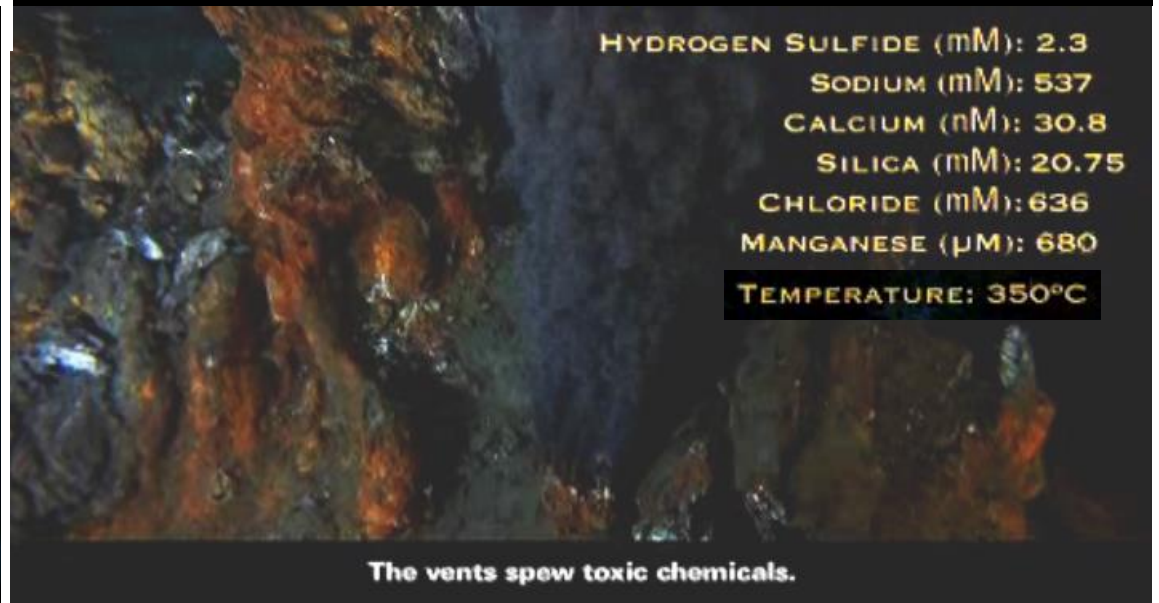 HYDROGEN SULFIDE (mM): 2.3
SODIUM (mM): 537
CALCIUM (nM): 30.8
SILICA (mM): 20.75
CHLORIDE (mM): 636
MANGANESE (µM): 680
TEMPERATURE: 350ºC
The vents spew toxic chemicals.